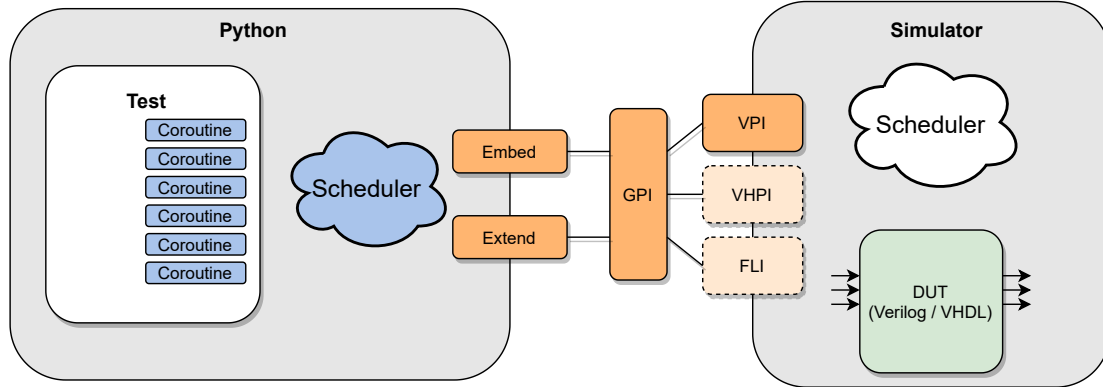 Python
Test
Coroutine
Coroutine
Coroutine
Coroutine
Coroutine
Coroutine
Scheduler
Embed
Extend
GPI
VPI
VHPI
FLI
Simulator
Scheduler
DUT
(Verilog / VHDL)